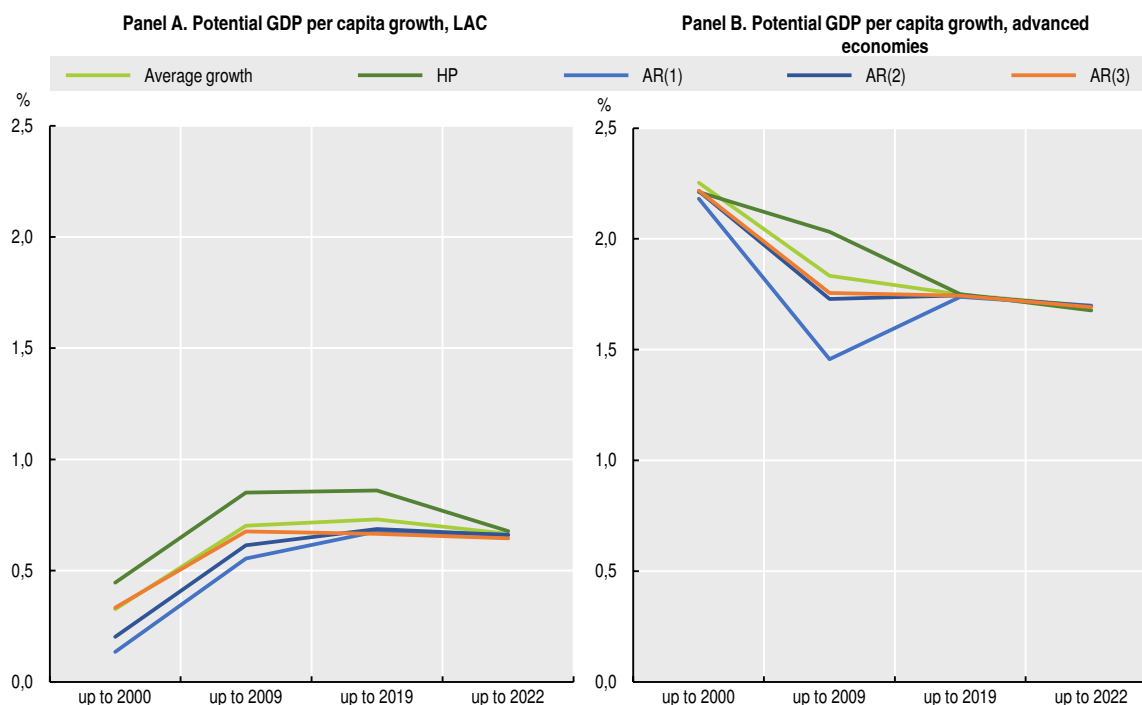 Panel A. Potential GDP per capita growth, LAC
Panel B. Potential GDP per capita growth, advanced
economies
Average growth
HP
AR(1)
AR(2)
AR(3)
%
2,5
2,0
1,5
1,0
0,5
0,0
up to 2000
up to 2009
up to 2019
up to 2022
%
2,5
2,0
1,5
1,0
0,5
0,0
up to 2000
up to 2009
up to 2019
up to 2022